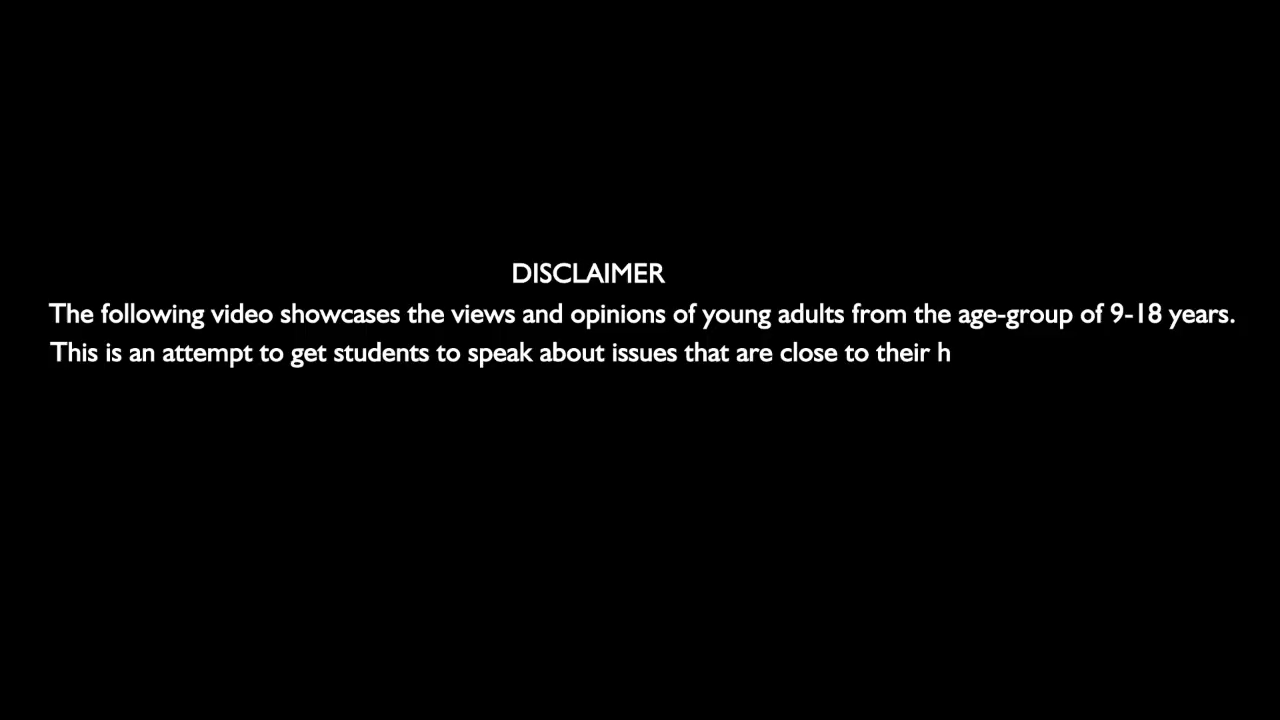 DISCLAIMER
The following video showcases the views and opinions of young adults from the age-group of 9-18 years.
This is an attempt to get students to speak about issues that are close to their h